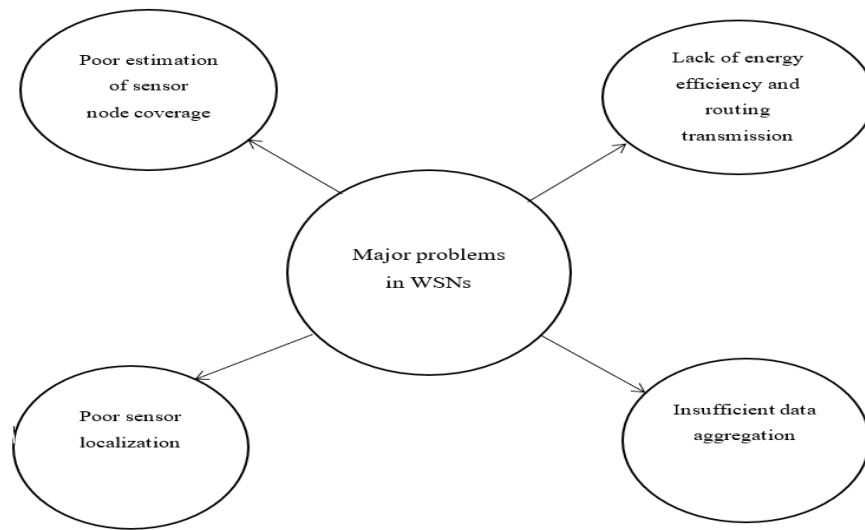 Poor estimation
of sensor
node coverage
Lack of energy
efficiency and
routing
transmission
Major problems
in WSNs
Poor sensor
localization
Insufficient data
aggregation